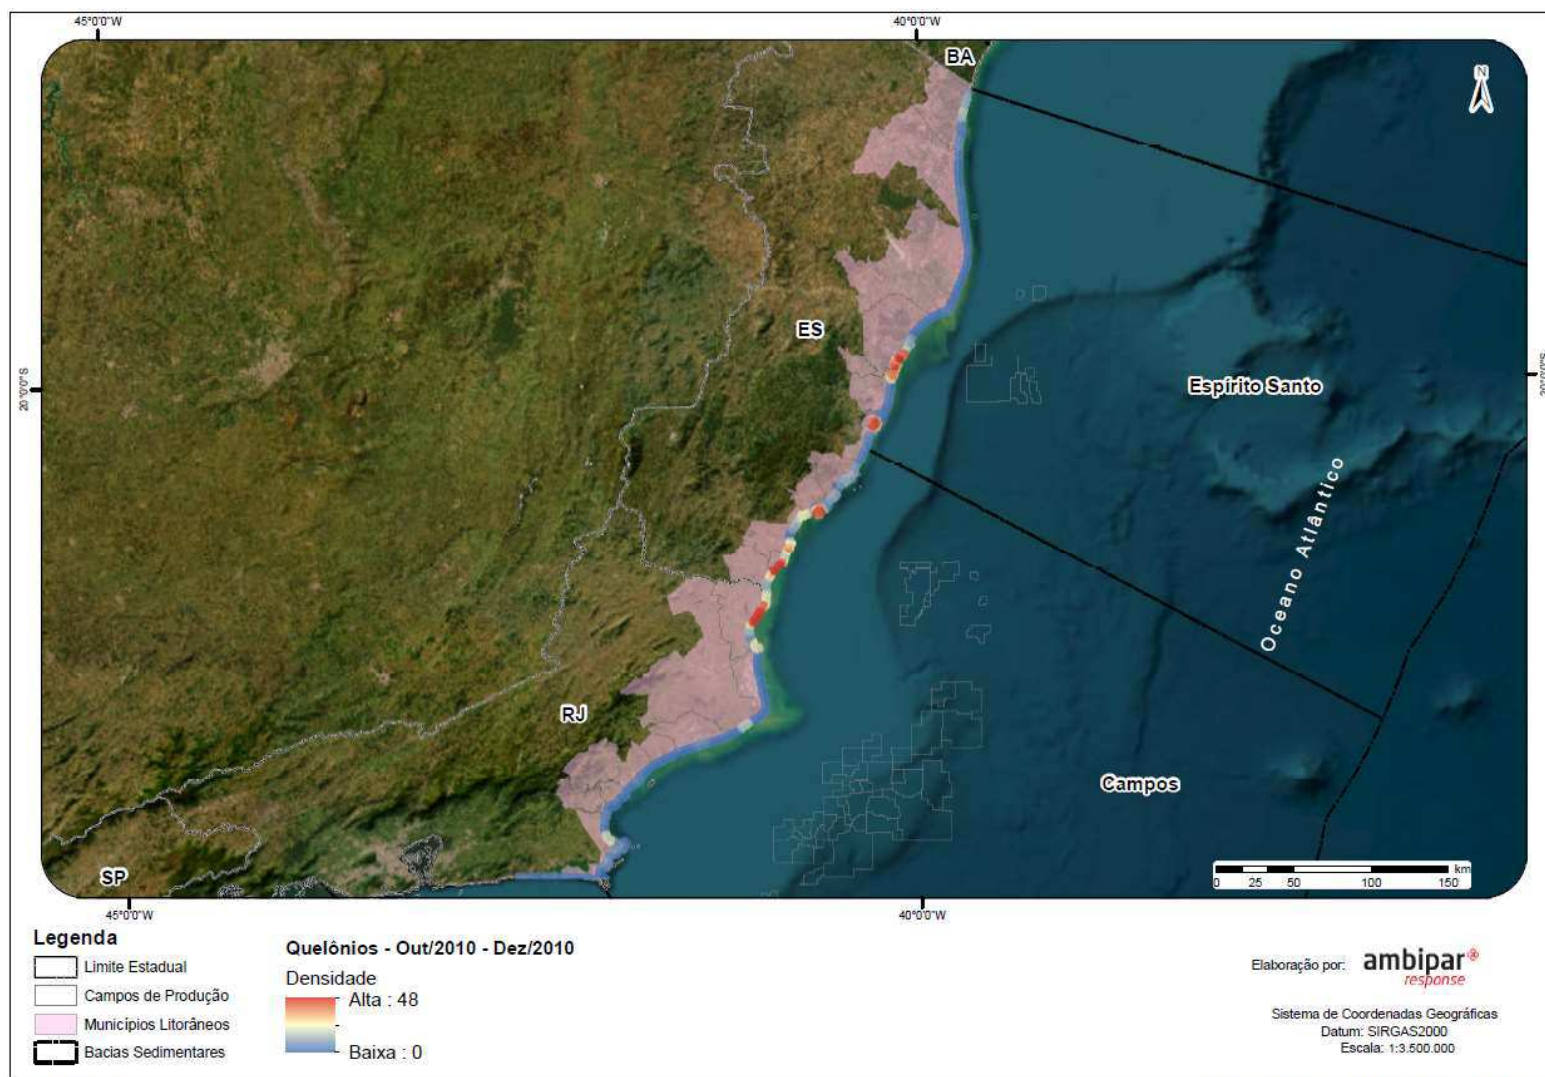 45°0'0"W
40°0'0"W
BA
N
ES
20°0'0"S
20°0'0"S
Espírito Santo
Oceano Atlântico
RJ
Campos
SP
km
0 25 50 100 150
45°0'0"W
40°0'0"W
Legenda
Limite Estadual
Campos de Produção
Municípios Litorâneos
Bacias Sedimentares
Quelônios - Out/2010 - Dez/2010
Densidade
Alta : 48
Baixa : 0
Elaboração por:
ambipar®
response
Sistema de Coordenadas Geográficas
Datum: SIRGAS2000
Escala: 1:3.500.000